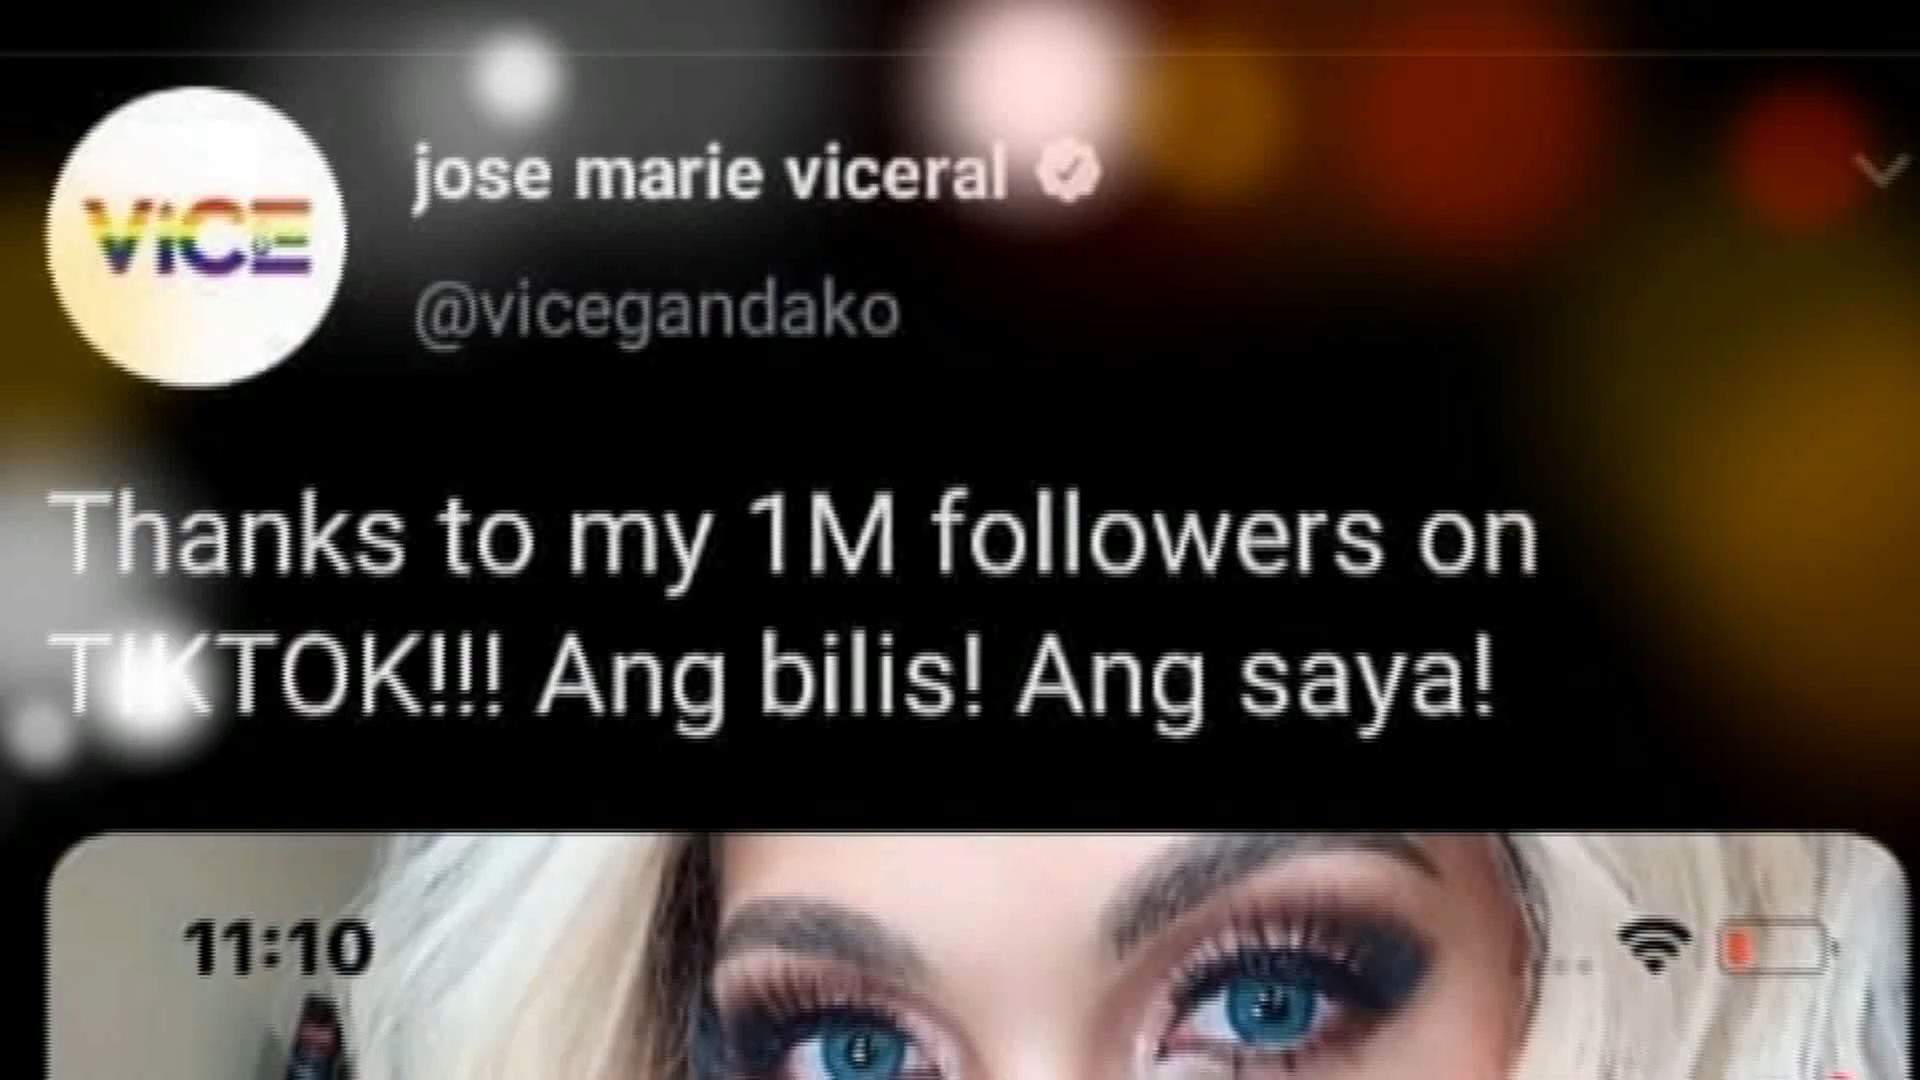 VICE
jose marie viceral
@vicegandako
Thanks to my 1M followers on
TIKTOK!!! Ang bilis! Ang saya!
11:10